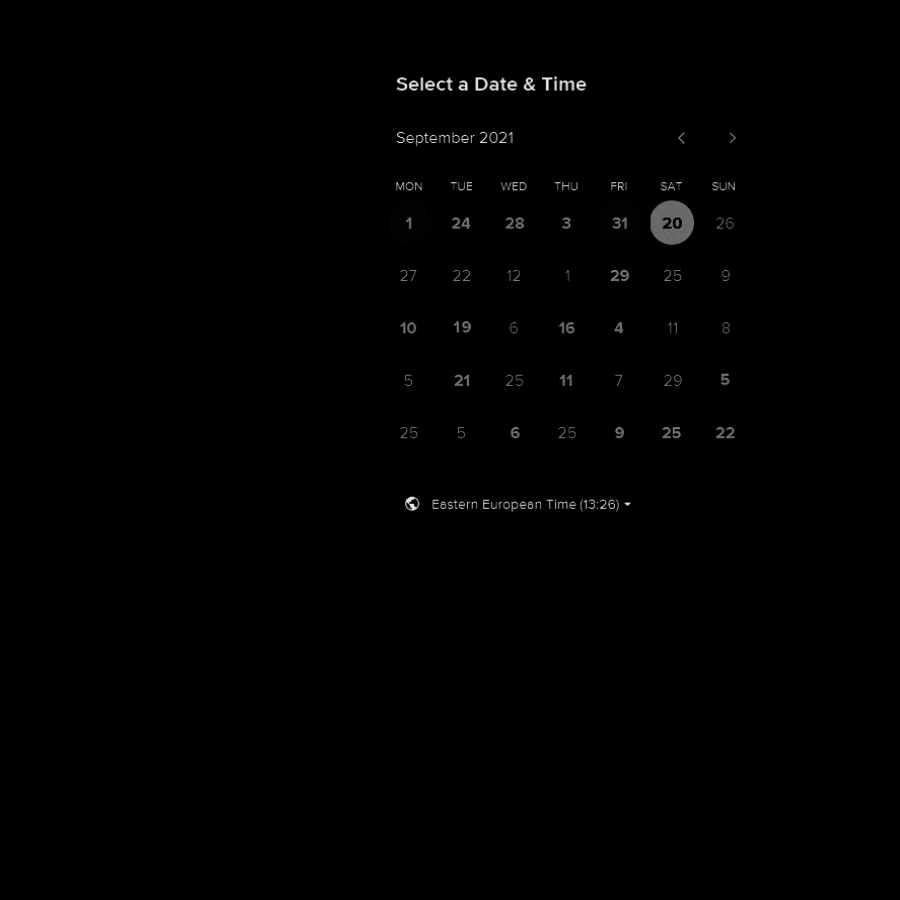 Select a Date & Time
September 2021
MON TUE WED THU FRI SAT SUN
1 24 28 3 31 20 26
27 22 12 1 29 25 9
10 19 6 16 4 11 8
5 21 25 11 7 29 5
25 5 6 25 9 25 22
Eastern European Time (13:26)